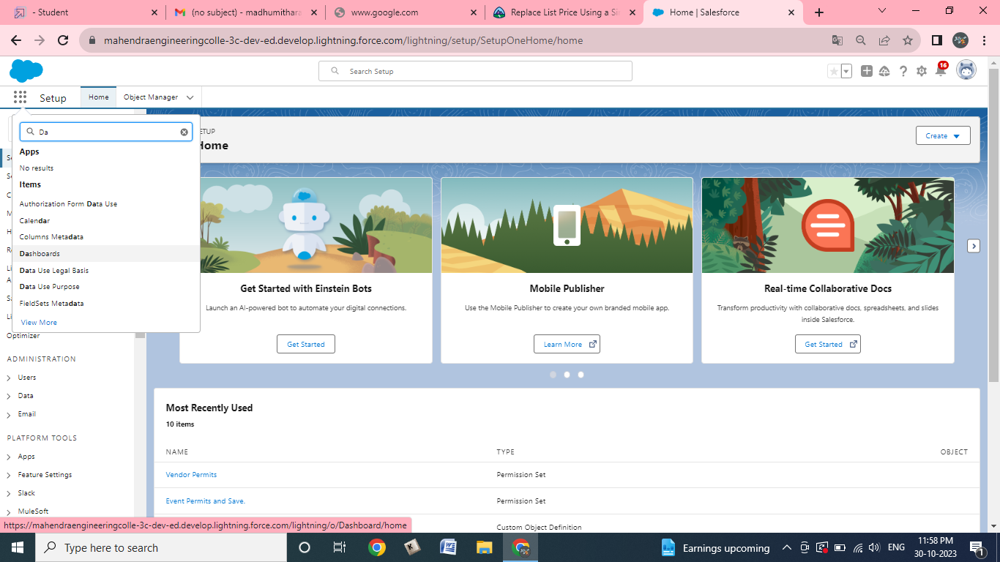 - Student
(no subject) - madhumithara
www.google.com
Replace List Price Using a Si
Home | Salesforce
mahendraengineeringcolle-3c-dev-ed.develop.lightning.force.com/lightning/setup/SetupOneHome/home
Search Setup
16
Setup
Home
Object Manager
Da
Apps
No results
Items
Authorization Form Data Use
Calendar
Columns Metadata
Dashboards
Data Use Legal Basis
Data Use Purpose
FieldSets Metadata
View More
Optimizer
ADMINISTRATION
Users
Data
Email
PLATFORM TOOLS
Apps
Feature Settings
Slack
MuleSoft
SETUP
Home
Create
Get Started with Einstein Bots
Launch an AI-powered bot to automate your digital connections.
Get Started
Mobile Publisher
Use the Mobile Publisher to create your own branded mobile app.
Learn More
Real-time Collaborative Docs
Transform productivity with collaborative docs, spreadsheets, and slides
inside Salesforce.
Get Started
Most Recently Used
10 items
NAME TYPE OBJECT
Vendor Permits Permission Set
Event Permits and Save. Permission Set
Custom Object Definition
https://mahendraengineeringcolle-3c-dev-ed.develop.lightning.force.com/lightning/o/Dashboard/home
Type here to search
Earnings upcoming
ENG
11:58 PM
30-10-2023
1